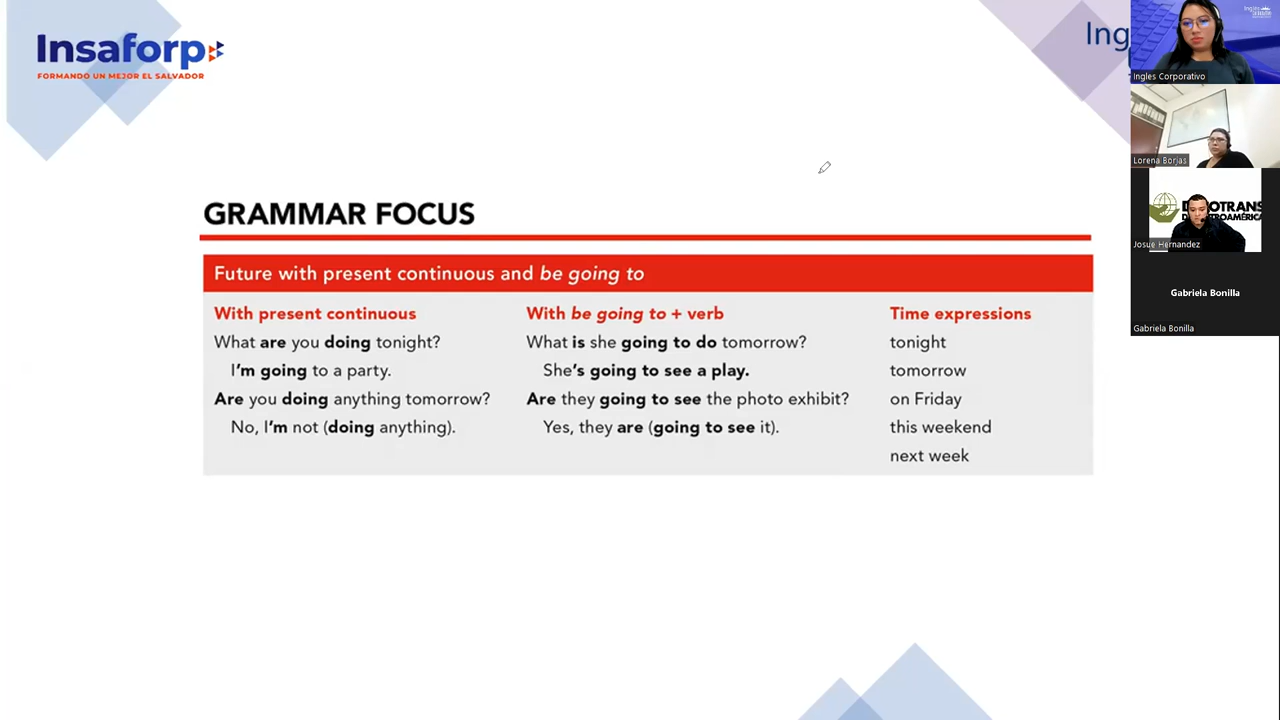 Insaforp
FORMANDO UN MEJOR EL SALVADOR
Ing
GRAMMAR FOCUS
Future with present continuous and be going to
With present continuous
What are you doing tonight?
I'm going to a party.
Are you doing anything tomorrow?
No, I'm not (doing anything).
With be going to + verb
What is she going to do tomorrow?
She's going to see a play.
Are they going to see the photo exhibit?
Yes, they are (going to see it).
Time expressions
tonight
tomorrow
on Friday
this weekend
next week
Ingles Corporativo
Lorena Borjas
OTRANS
Josue Hernandez
Gabriela Bonilla
Gabriela Bonilla